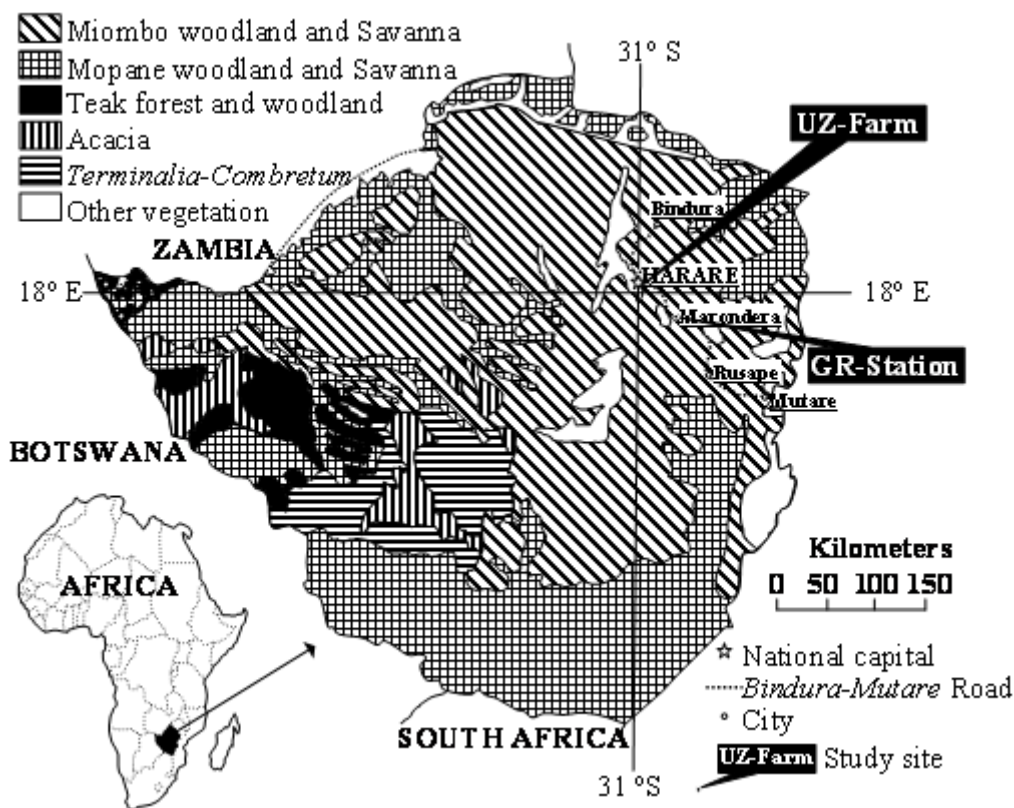 Miombo woodland and Savanna
Mopane woodland and Savanna
Teak forest and woodland
Acacia
Terminalia-Combretum
Other vegetation
31° S
UZ-Farm
Bindura
ZAMBIA
HARARE
18° E
18° E
Marondera
GR-Station
Rusape
Mutare
BOTSWANA
AFRICA
Kilometers
0 50 100 150
National capital
Bindura-Mutare Road
City
SOUTH AFRICA
UZ-Farm Study site
31 °S